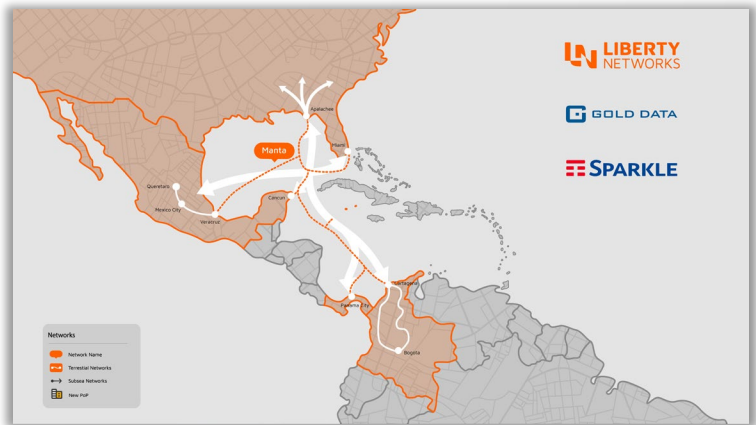 LIBERTY
NETWORKS
GOLD DATA
SPARKLE
Apalachee
Manta
Miami
Queretaro
Cancun
Mexico City
Veracruz
Cartagena
Panama City
Bogota
Networks
Network Name
Terrestial Networks
Subsea Networks
New PoP